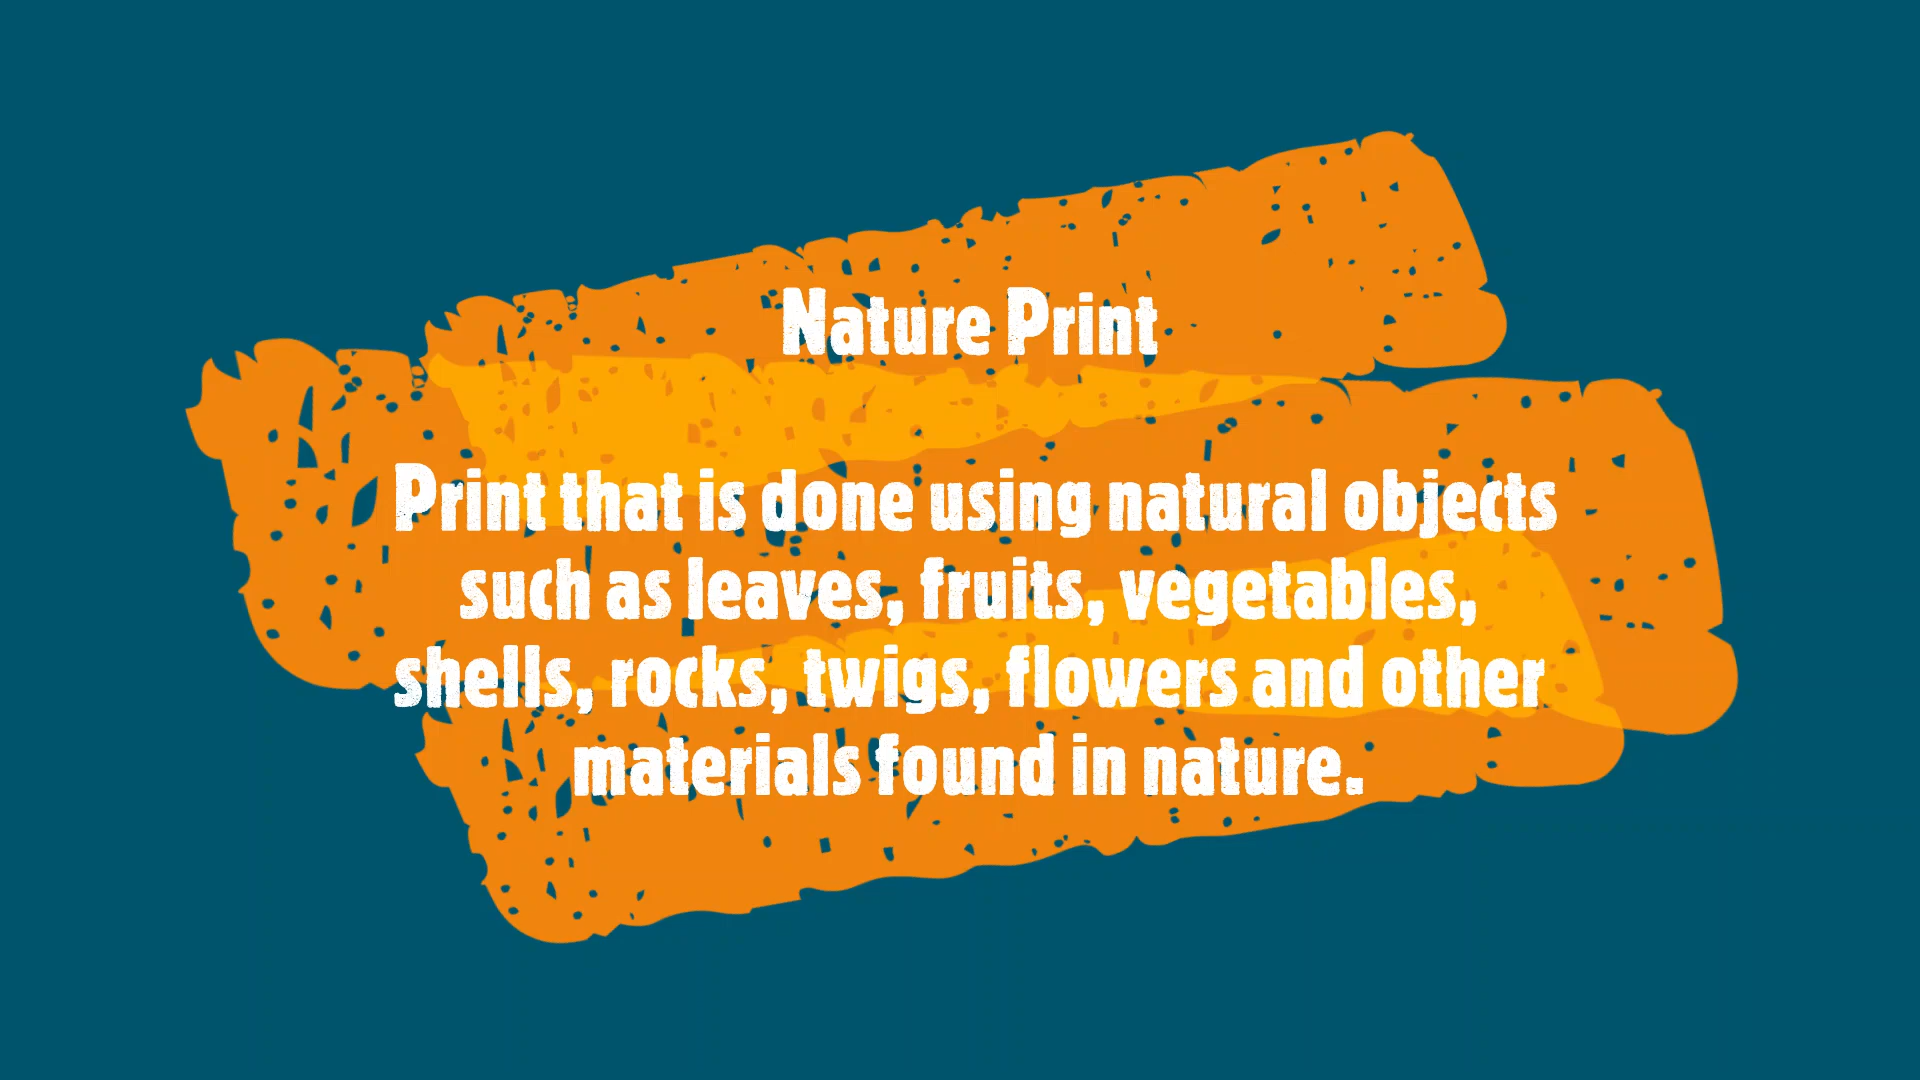 Nature Print
Print that is done using natural objects
such as leaves, fruits, vegetables,
shells, rocks, twigs, flowers and other
materials found in nature.